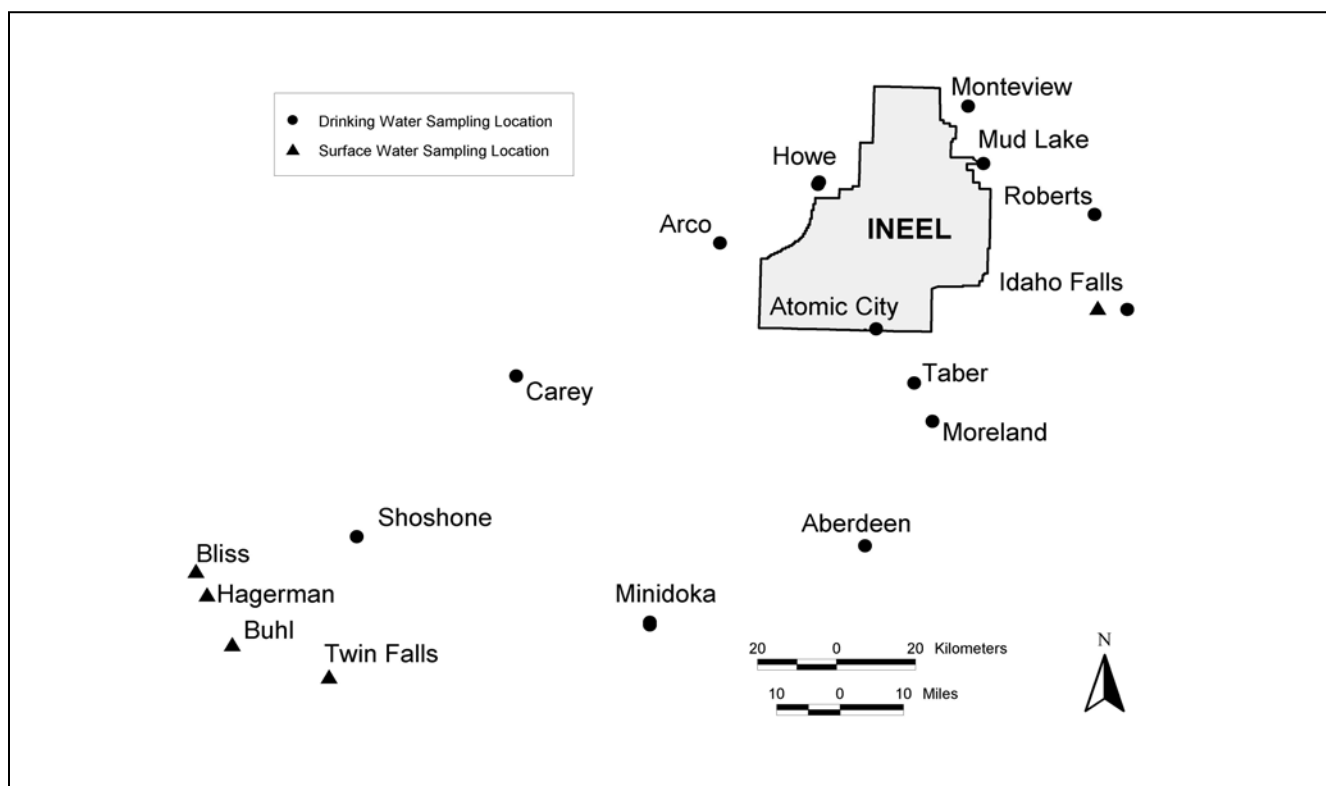 Monteview
Drinking Water Sampling Location
Surface Water Sampling Location
Mud Lake
Howe
Roberts
Arco
INEEL
Idaho Falls
Atomic City
Taber
Carey
Moreland
Shoshone
Aberdeen
Bliss
Hagerman
Minidoka
Buhl
Twin Falls
N
20 0 20 Kilometers
10 0 10 Miles